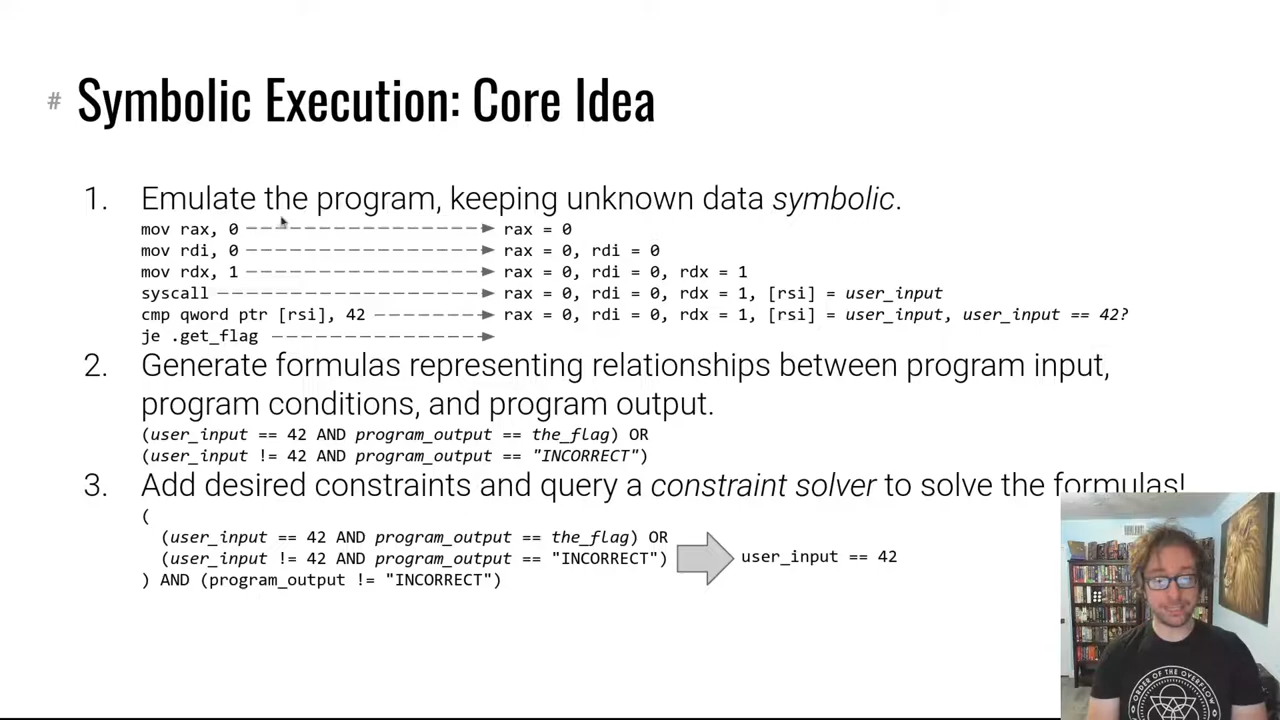 # Symbolic Execution: Core Idea
1. Emulate the program, keeping unknown data symbolic.
mov rax, 0 rax = 0
mov rdi, 0 rax = 0, rdi = 0
mov rdx, 1 rax = 0, rdi = 0, rdx = 1
syscall rax = 0, rdi = 0, rdx = 1, [rsi] = user_input
cmp qword ptr [rsi], 42 rax = 0, rdi = 0, rdx = 1, [rsi] = user_input, user_input == 42?
je .get_flag
2. Generate formulas representing relationships between program input,
program conditions, and program output.
(user_input == 42 AND program_output == the_flag) OR
(user_input != 42 AND program_output == "INCORRECT")
3. Add desired constraints and query a constraint solver to solve the formulas!
(
(user_input == 42 AND program_output == the_flag) OR
(user_input != 42 AND program_output == "INCORRECT") user_input == 42
) AND (program_output != "INCORRECT")
ORDER OF THE OVERFLOW